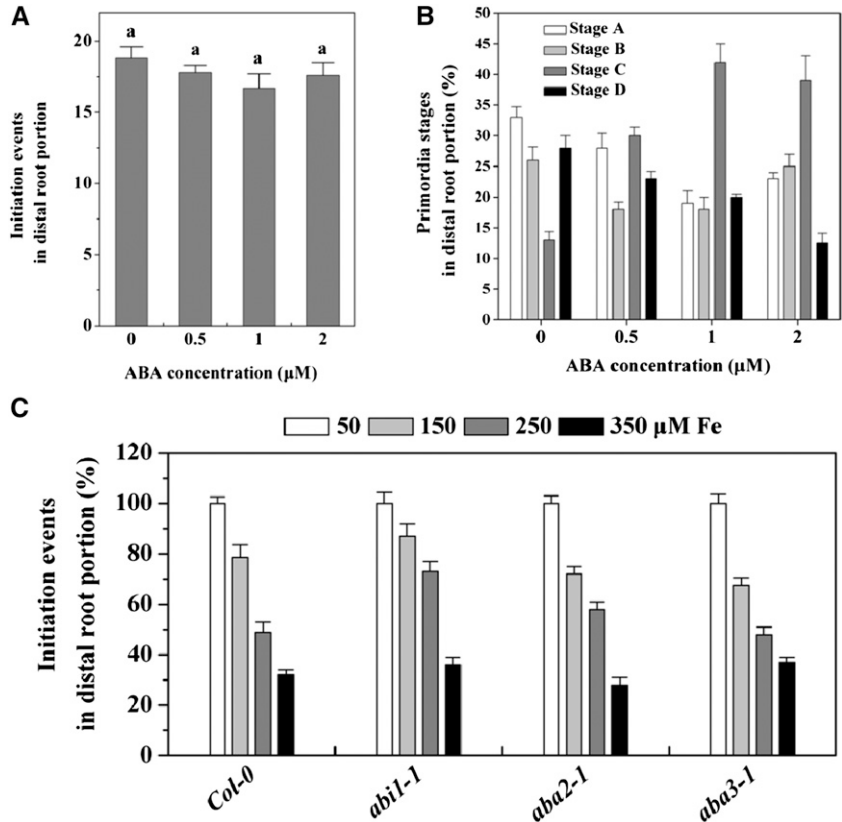 A
Initiation events
in distal root portion
20
15
10
5
0
a
a
a
a
0
0.5
1
2
ABA concentration (μM)
B
Primordia stages
in distal root portion (%)
50
45
40
35
30
25
20
15
10
5
0
Stage A
Stage B
Stage C
Stage D
0
0.5
1
2
ABA concentration (μM)
C
50
150
250
350 μM Fe
Initiation events
in distal root portion (%)
120
100
80
60
40
20
0
Col-0
abi1-1
aba2-1
aba3-1